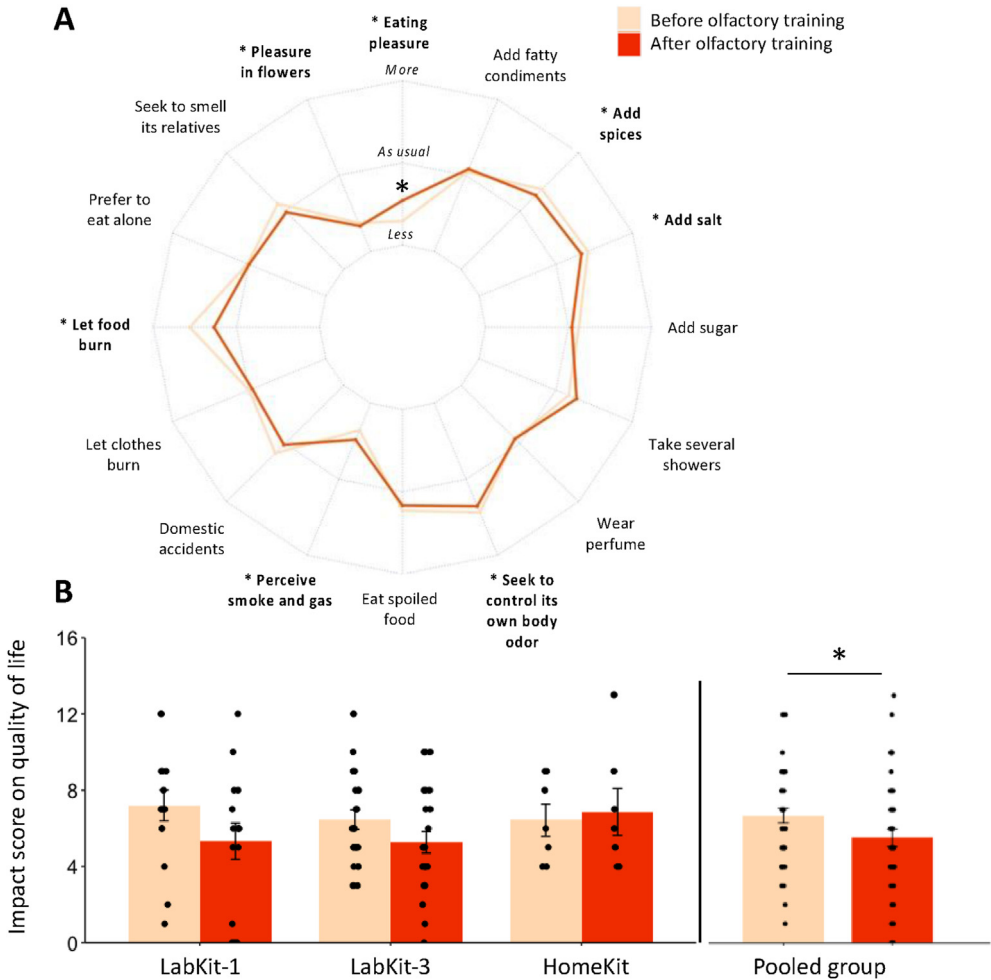 A
Before olfactory training
After olfactory training
* Eating
pleasure
* Pleasure
in flowers
Add fatty
condiments
More
Seek to smell
its relatives
* Add
spices
As usual
*
Prefer to
eat alone
* Add salt
Less
* Let food
burn
Add sugar
Let clothes
burn
Take several
showers
Domestic
accidents
Wear
perfume
* Perceive
smoke and gas
Eat spoiled
food
* Seek to
control its
own body
odor
B
Impact score on quality of life
16
12
8
4
0
*
LabKit-1
LabKit-3
HomeKit
Pooled group